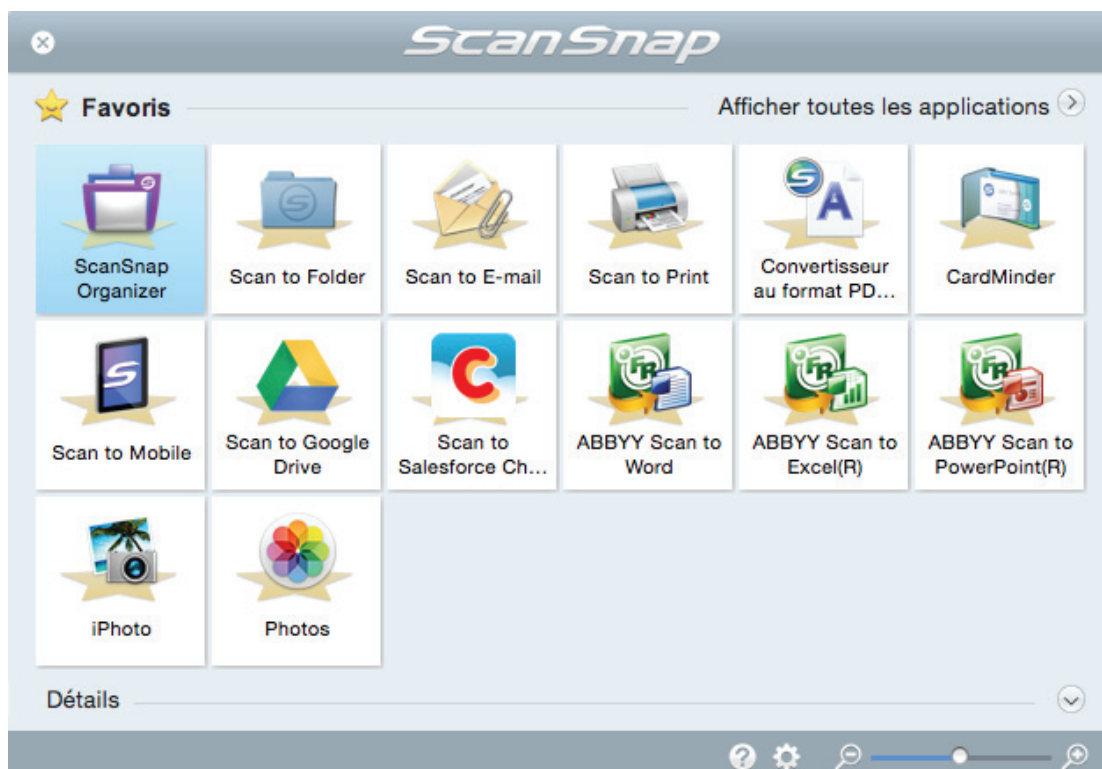 ScanSnap
Favoris
Afficher toutes les applications
ScanSnap
Organizer
Scan to Folder
Scan to E-mail
Scan to Print
Convertisseur
au format PD...
CardMinder
Scan to Mobile
Scan to Google
Drive
Scan to
Salesforce Ch...
ABBYY Scan to
Word
ABBYY Scan to
Excel(R)
ABBYY Scan to
PowerPoint(R)
iPhoto
Photos
Détails